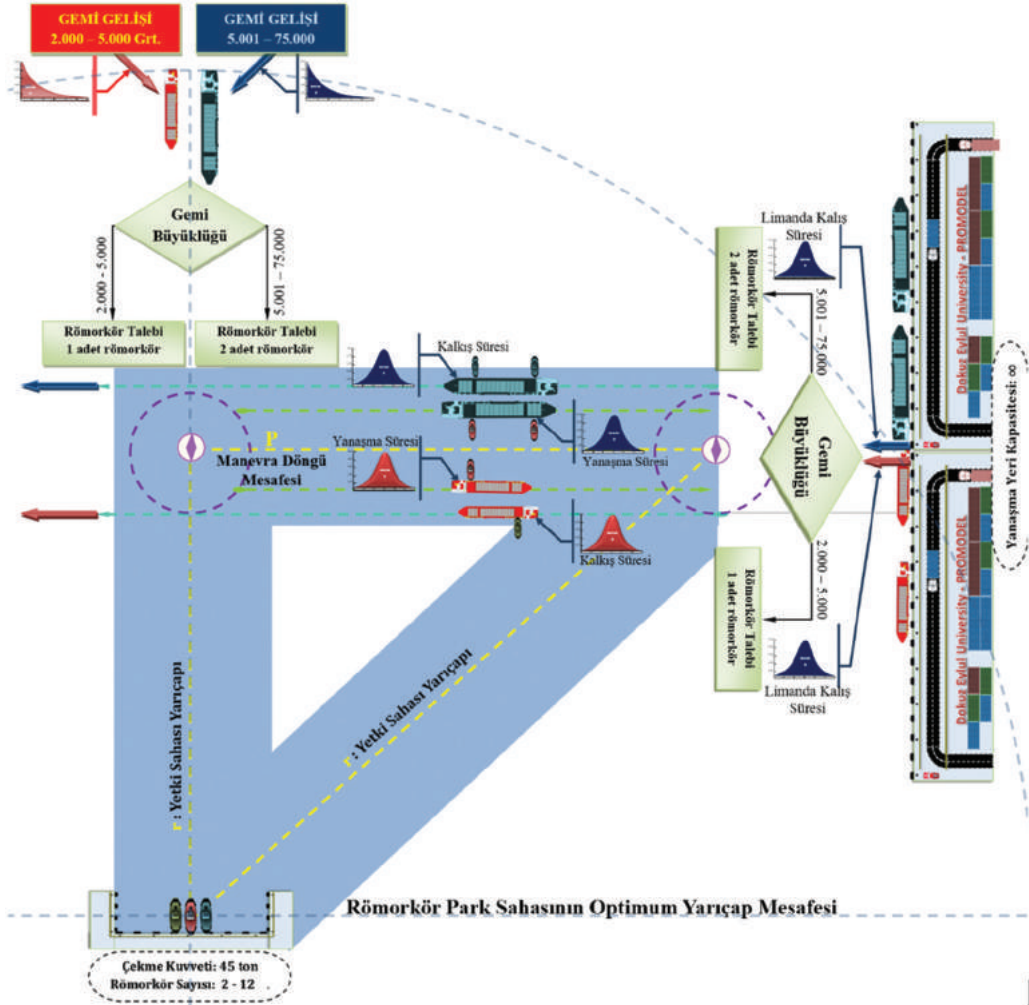 GEMİ GELİŞİ
2.000 – 5.000 Grt.
GEMİ GELİŞİ
5.001 – 75.000
Gemi
Büyüklüğü
2.000 - 5.000
5.001 – 75.000
Römorkör Talebi
1 adet römorkör
Römorkör Talebi
2 adet römorkör
Limanda Kalış
Süresi
Römorkör Talebi
2 adet römorkör
5.001 – 75.000
Kalkış Süresi
P
Manevra Döngü
Mesafesi
Yanaşma Süresi
Yanaşma Süresi
Kalkış Süresi
Gemi
Büyüklüğü
2.000 – 5.000
Römorkör Talebi
1 adet römorkör
Limanda Kalış
Süresi
Dokuz Eylul University - PROMODEL
Dokuz Eylul University - PROMODEL
Yanaşma Yeri Kapasitesi: ∞
r : Yetki Sahası Yarıçapı
r : Yetki Sahası Yarıçapı
Römorkör Park Sahasının Optimum Yarıçap Mesafesi
Çekme Kuvveti: 45 ton
Römorkör Sayısı: 2 - 12